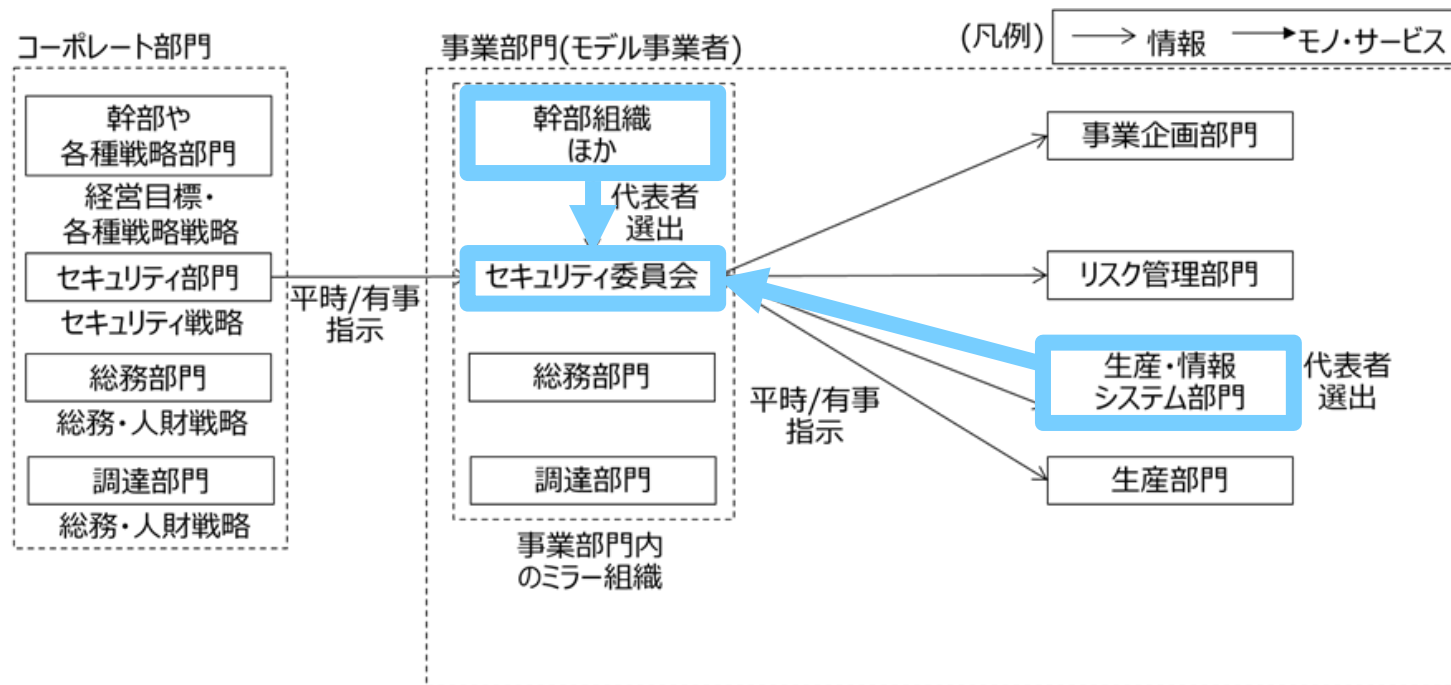 コーポレート部門
事業部門(モデル事業者)
(凡例)
情報
モノ・サービス
幹部や
各種戦略部門
経営目標・
各種戦略戦略
セキュリティ部門
セキュリティ戦略
総務部門
総務・人財戦略
調達部門
総務・人財戦略
平時/有事
指示
幹部組織
ほか
代表者
選出
セキュリティ委員会
総務部門
調達部門
事業部門内
のミラー組織
平時/有事
指示
事業企画部門
リスク管理部門
生産・情報
システム部門
代表者
選出
生産部門